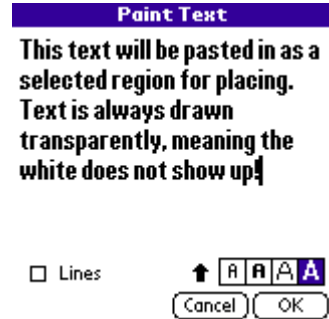 Paint Text
This text will be pasted in as a
selected region for placing.
Text is always drawn
transparently, meaning the
white does not show up!
Lines
A A A A
Cancel OK